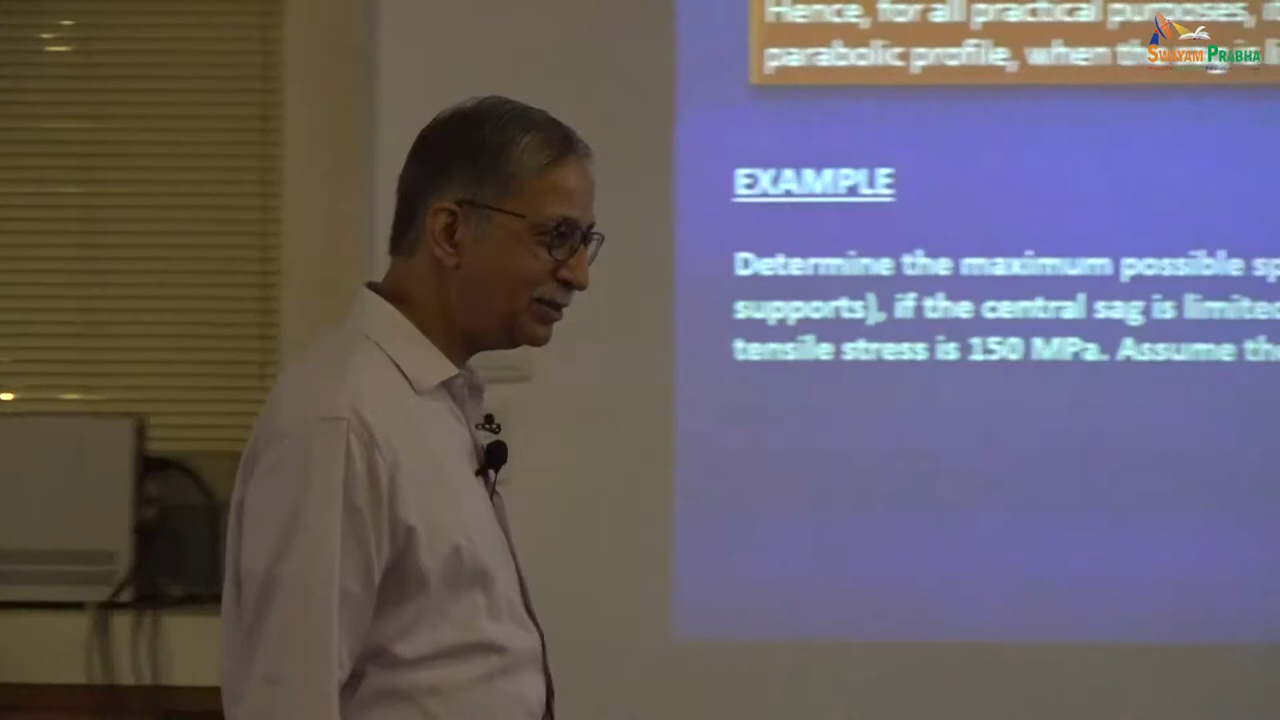 Hence, for all practical purposes,
parabolic profile, when
SWAYAM PRABHA
EXAMPLE
Determine the maximum possible sp
supports), if the central sag is limited
tensile stress is 150 MPa. Assume the